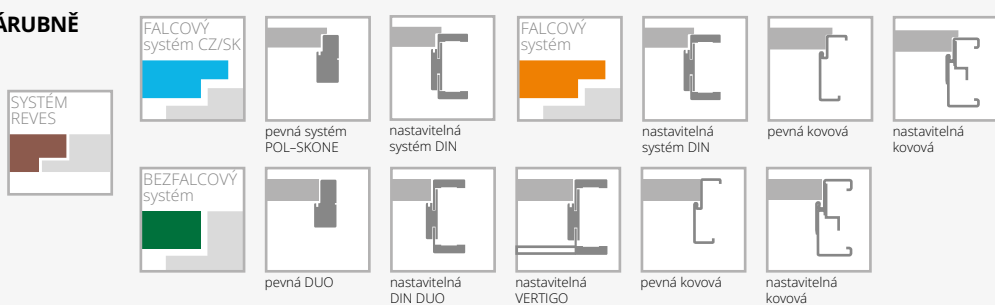 ÁRUBNĚ
SYSTÉM
REVES
FALCOVÝ
systém CZ/SK
pevná systém
POL–SKONE
nastavitelná
systém DIN
FALCOVÝ
systém
nastavitelná
systém DIN
pevná kovová
nastavitelná
kovová
BEZFALCOVÝ
systém
pevná DUO
nastavitelná
DIN DUO
nastavitelná
VERTIGO
pevná kovová
nastavitelná
kovová